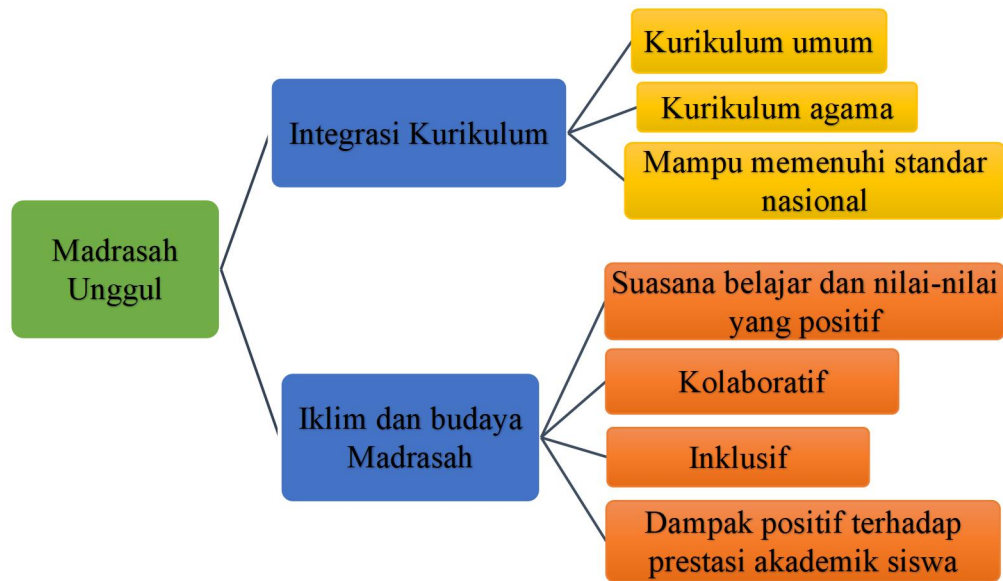 Madrasah
Unggul
Integrasi Kurikulum
Kurikulum umum
Kurikulum agama
Mampu memenuhi standar
nasional
Iklim dan budaya
Madrasah
Suasana belajar dan nilai-nilai
yang positif
Kolaboratif
Inklusif
Dampak positif terhadap
prestasi akademik siswa